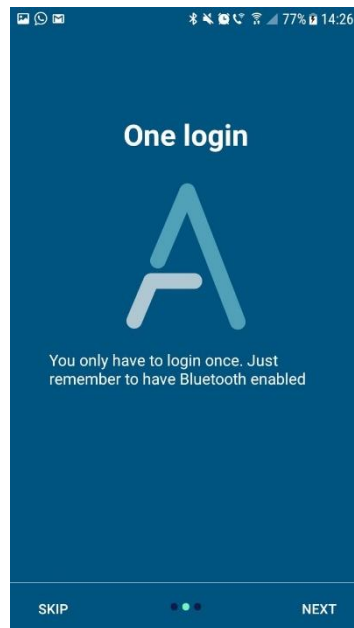 77% 14:26
One login
You only have to login once. Just
remember to have Bluetooth enabled
SKIP NEXT